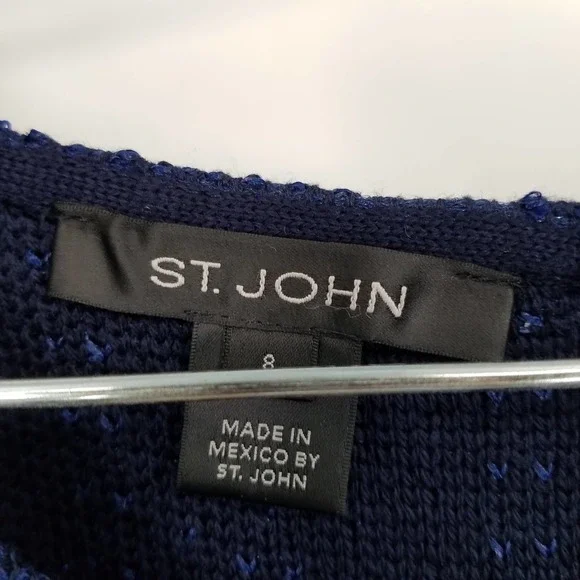 ST. JOHN
8
MADE IN
MEXICO BY
ST. JOHN